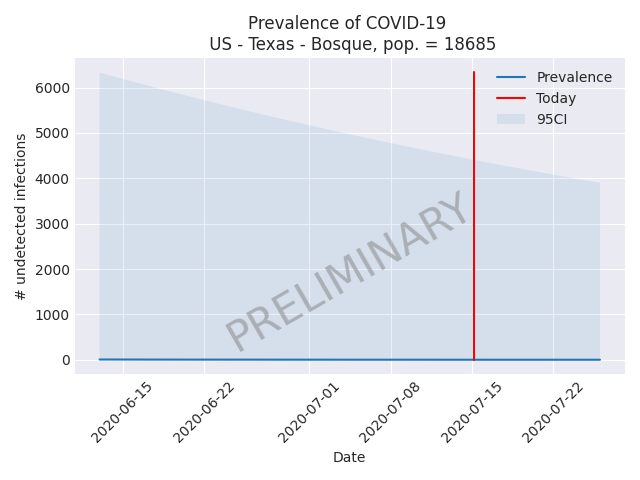 Prevalence of COVID-19
US - Texas - Bosque, pop. = 18685
Prevalence
Today
95CI
6000
5000
4000
3000
2000
1000
0
# undetected infections
PRELIMINARY
2020-06-15
2020-06-22
2020-07-01
2020-07-08
2020-07-15
2020-07-22
Date